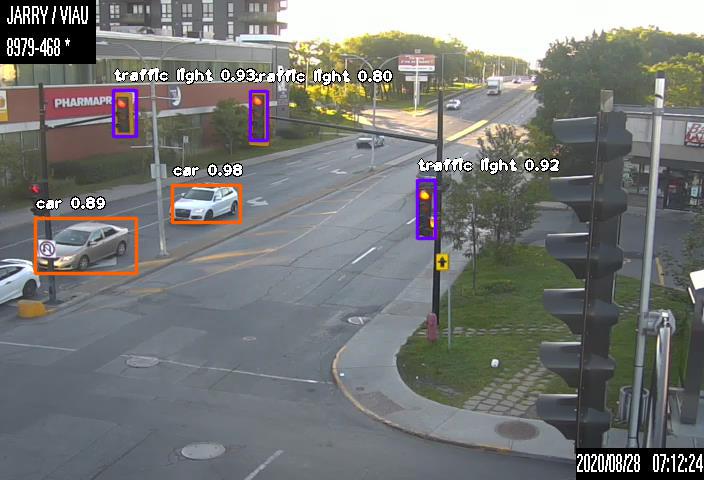 JARRY / VIAU
8979-468 *
traffic light 0.93
raffic light 0.80
PHARMAPR
car 0.98
traffic light 0.92
car 0.89
2020/08/28 07:12:24